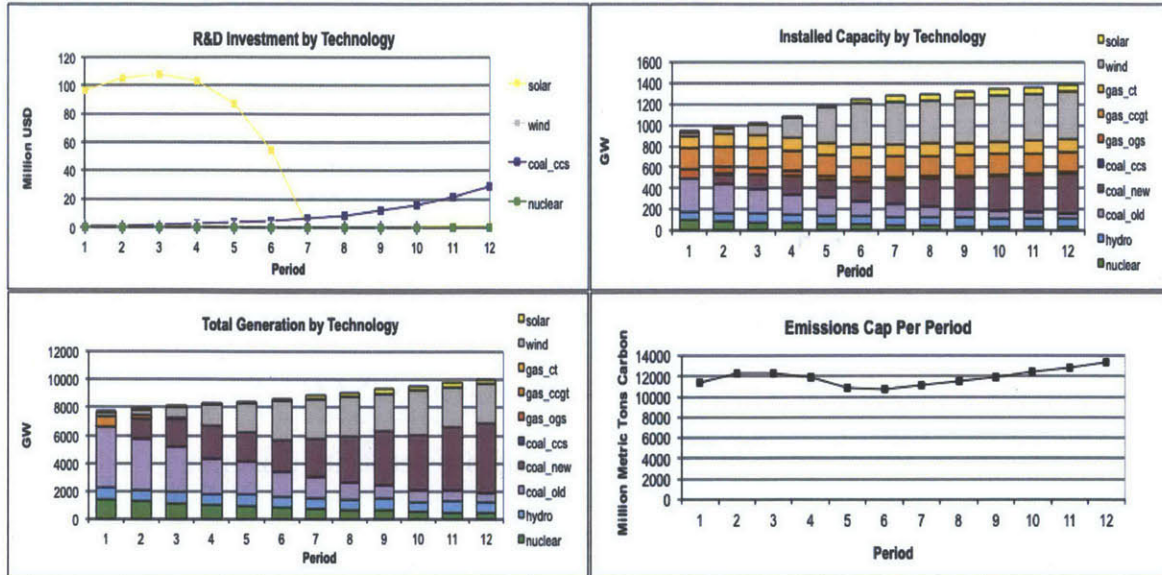 R&D Investment by Technology
Million USD
120
100
80
60
40
20
0
1 2 3 4 5 6 7 8 9 10 11 12
Period
solar
wind
coal_ccs
nuclear
Installed Capacity by Technology
GW
1600
1400
1200
1000
800
600
400
200
0
1 2 3 4 5 6 7 8 9 10 11 12
Period
solar
wind
gas_ct
gas_ccgt
gas_ogs
coal_ccs
coal_new
coal_old
hydro
nuclear
Total Generation by Technology
GW
12000
10000
8000
6000
4000
2000
0
1 2 3 4 5 6 7 8 9 10 11 12
Period
solar
wind
gas_ct
gas_ccgt
gas_ogs
coal_ccs
coal_new
coal_old
hydro
nuclear
Emissions Cap Per Period
Million Metric Tons Carbon
14000
12000
10000
8000
6000
4000
2000
0
1 2 3 4 5 6 7 8 9 10 11 12
Period